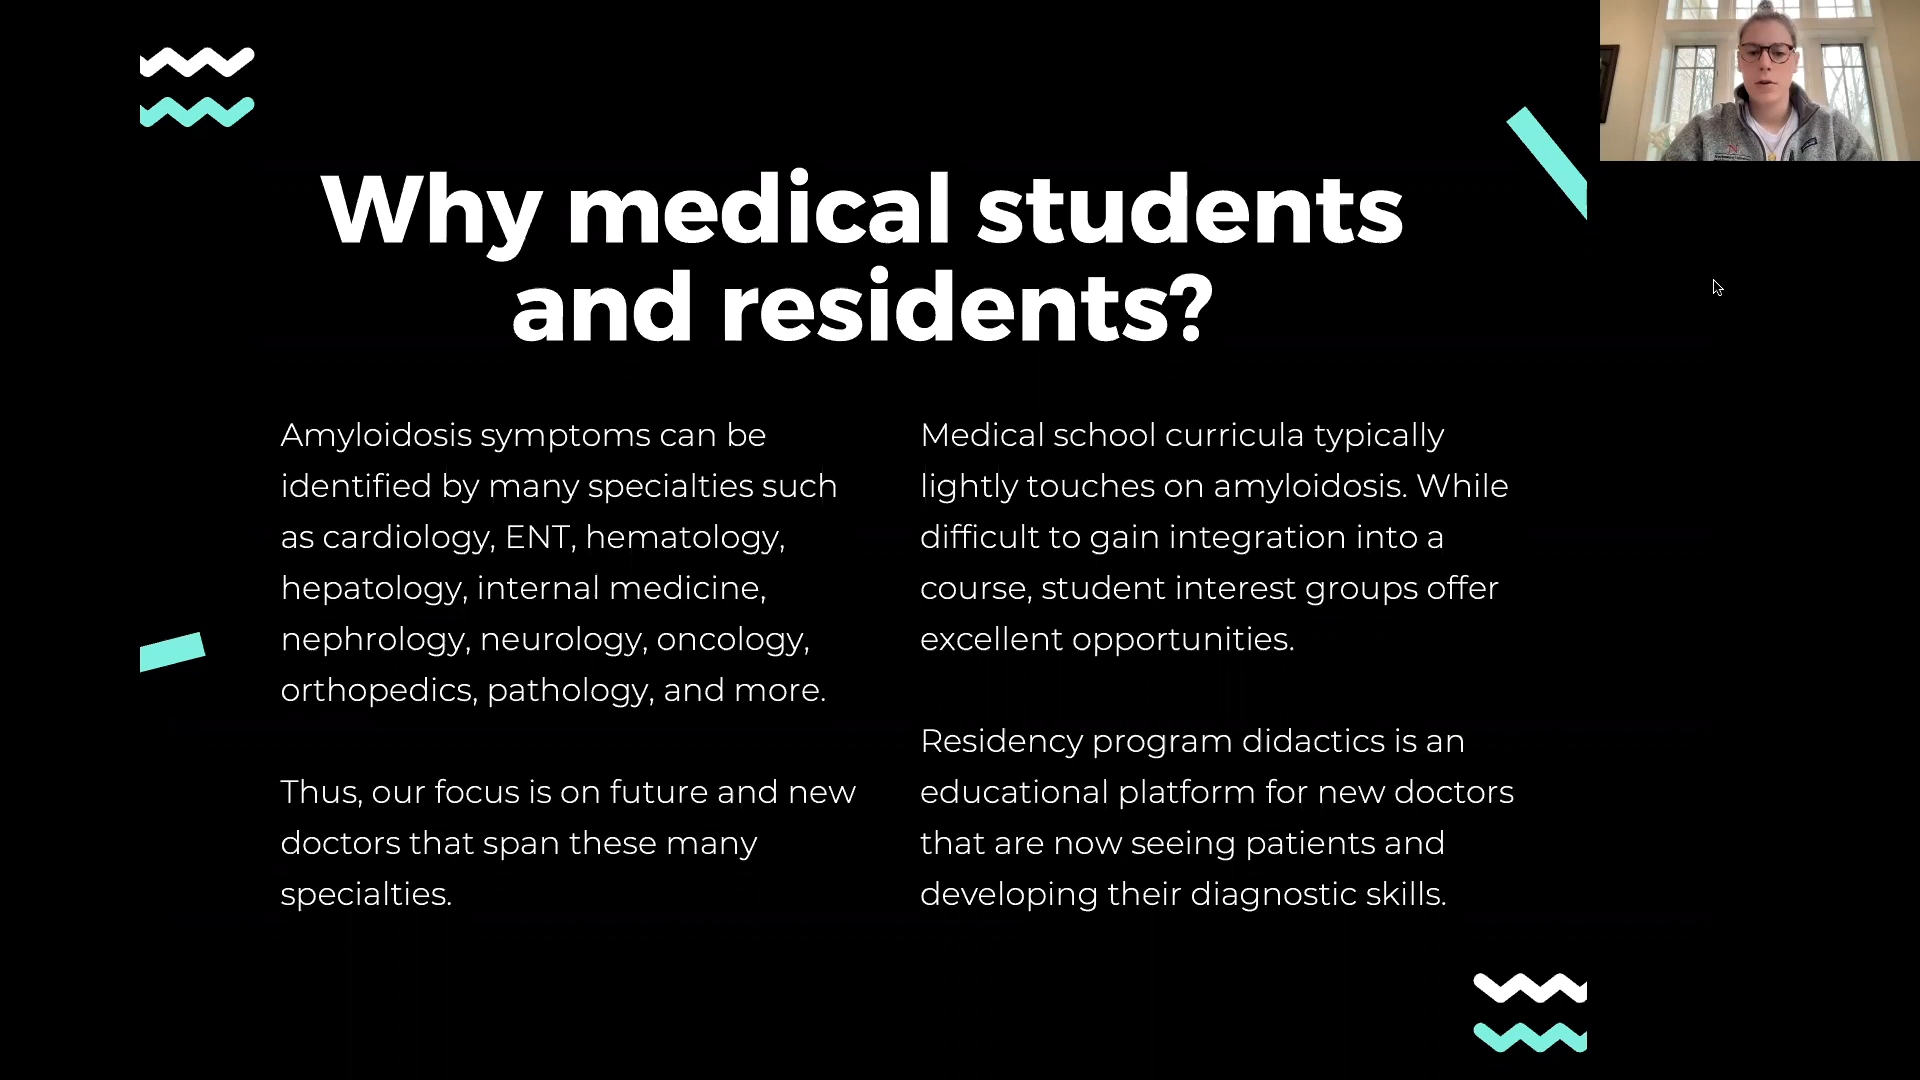 Why medical students
and residents?
Amyloidosis symptoms can be
identified by many specialties such
as cardiology, ENT, hematology,
hepatology, internal medicine,
nephrology, neurology, oncology,
orthopedics, pathology, and more.
Thus, our focus is on future and new
doctors that span these many
specialties.
Medical school curricula typically
lightly touches on amyloidosis. While
difficult to gain integration into a
course, student interest groups offer
excellent opportunities.
Residency program didactics is an
educational platform for new doctors
that are now seeing patients and
developing their diagnostic skills.